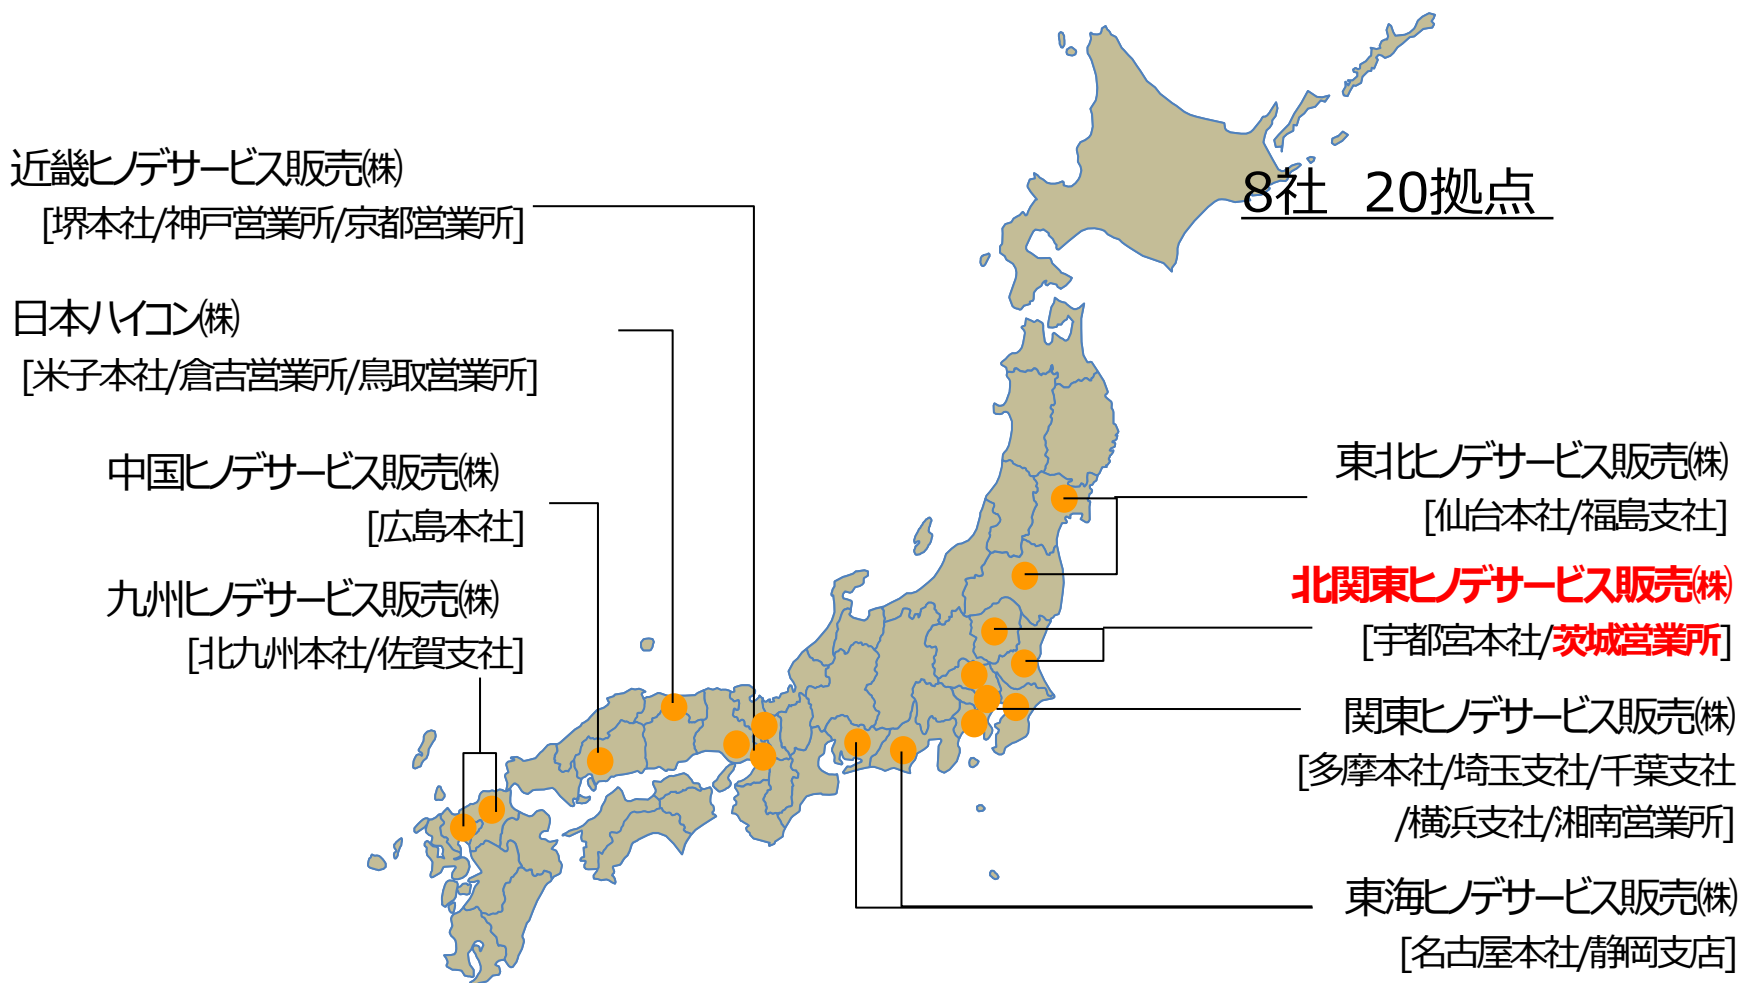 8社 20拠点
近畿ヒノデサービス販売㈱
[堺本社/神戸営業所/京都営業所]
日本ハイコン㈱
[米子本社/倉吉営業所/鳥取営業所]
中国ヒノデサービス販売㈱
[広島本社]
九州ヒノデサービス販売㈱
[北九州本社/佐賀支社]
東北ヒノデサービス販売㈱
[仙台本社/福島支社]
北関東ヒノデサービス販売㈱
[宇都宮本社/茨城営業所]
関東ヒノデサービス販売㈱
[多摩本社/埼玉支社/千葉支社
/横浜支社/湘南営業所]
東海ヒノデサービス販売㈱
[名古屋本社/静岡支店]